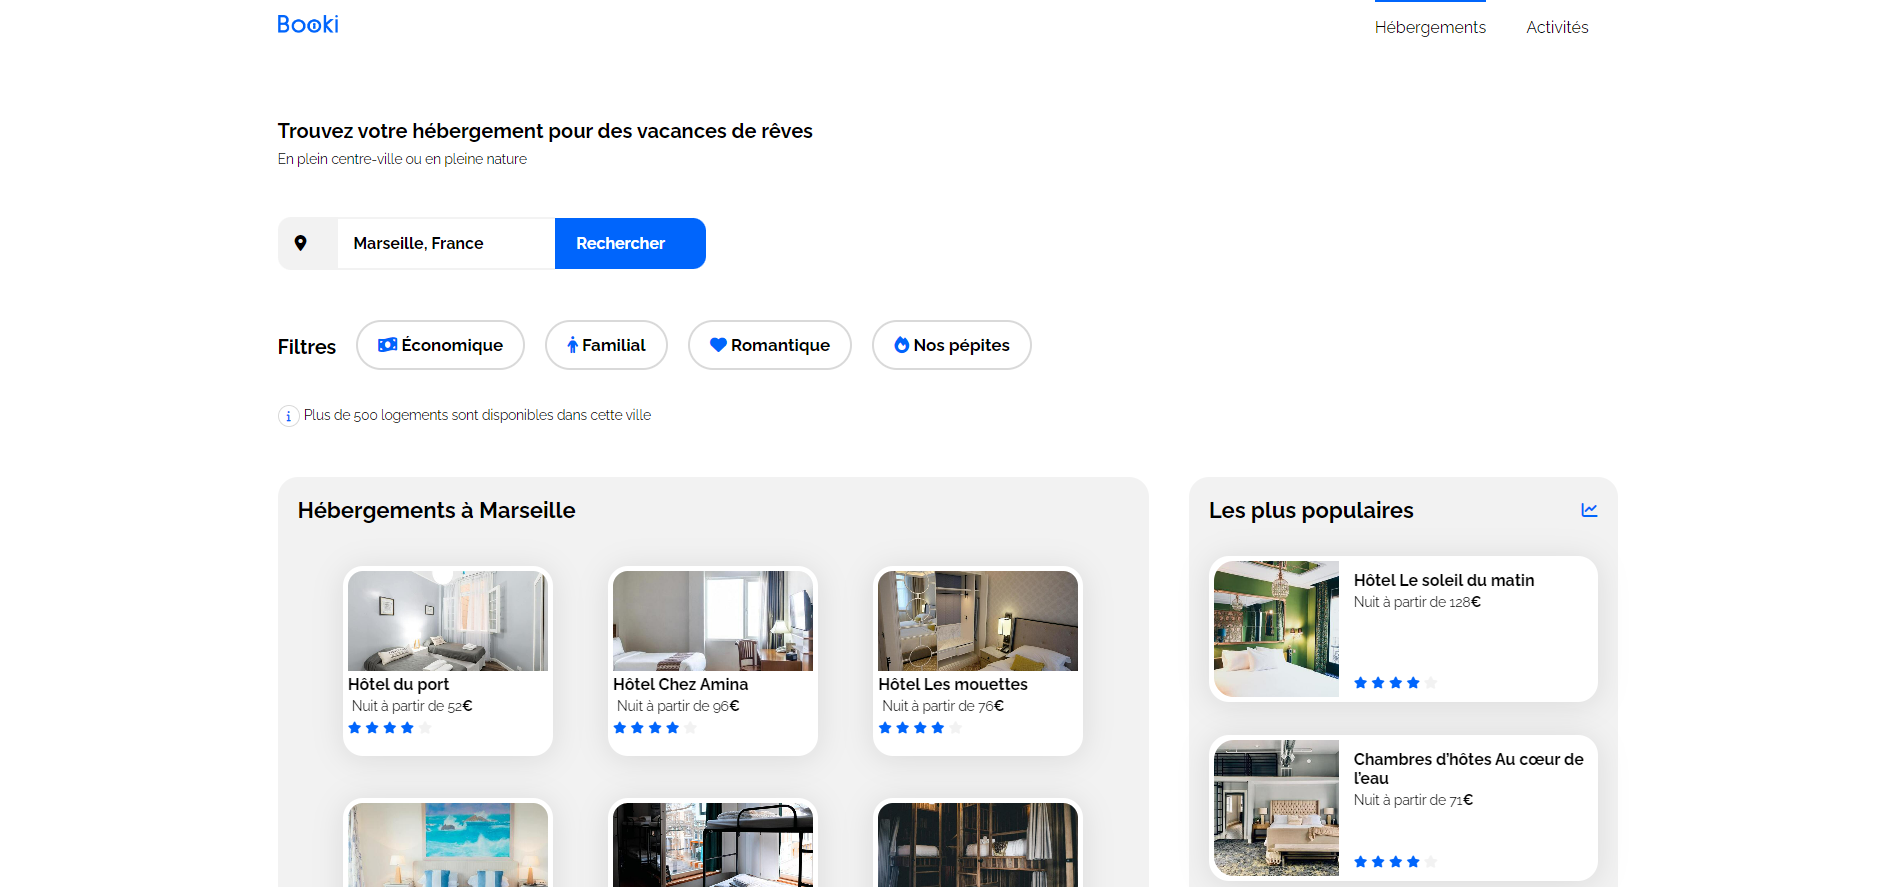 Booki
Hébergements
Activités
Trouvez votre hébergement pour des vacances de rêves
En plein centre-ville ou en pleine nature
Marseille, France
Rechercher
Filtres
Économique
Familial
Romantique
Nos pépites
Plus de 500 logements sont disponibles dans cette ville
Hébergements à Marseille
Hôtel du port
Nuit à partir de 52€
Hôtel Chez Amina
Nuit à partir de 96€
Hôtel Les mouettes
Nuit à partir de 76€
Les plus populaires
Hôtel Le soleil du matin
Nuit à partir de 128€
Chambres d'hôtes Au cœur de
l'eau
Nuit à partir de 71€